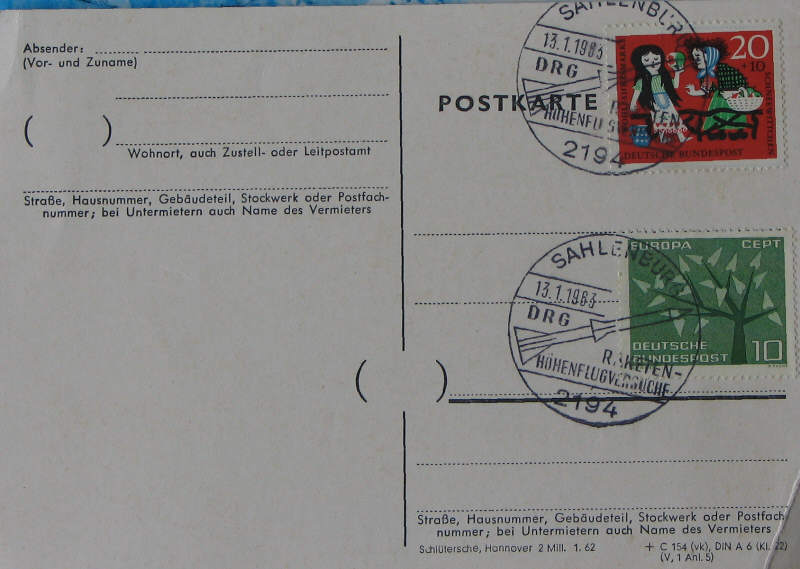 Absender:
(Vor- und Zuname)
( )
Wohnort, auch Zustell- oder Leitpostamt
Straße, Hausnummer, Gebäudeteil, Stockwerk oder Postfach-
nummer; bei Untermietern auch Name des Vermieters
POSTKARTE
SAHLENBUR
13.1.1963
DRG
HÖHENFLU
2194
20
+10
WOHLFAHRTSMARKE
DEUTSCHE BUNDESPOST
SAHLENBURG
13.1.1963
DRG
RAKETEN-
HÖHENFLUGVERSUCHE
2194
EUROPA CEPT
DEUTSCHE
BUNDESPOST 10
( )
Straße, Hausnummer, Gebäudeteil, Stockwerk oder Postfach-
nummer; bei Untermietern auch Name des Vermieters
Schlütersche, Hannover 2 Mill. 1. 62 + C 154 (vk), DIN A 6 (Kl. 22)
(V, 1 Anl. 5)